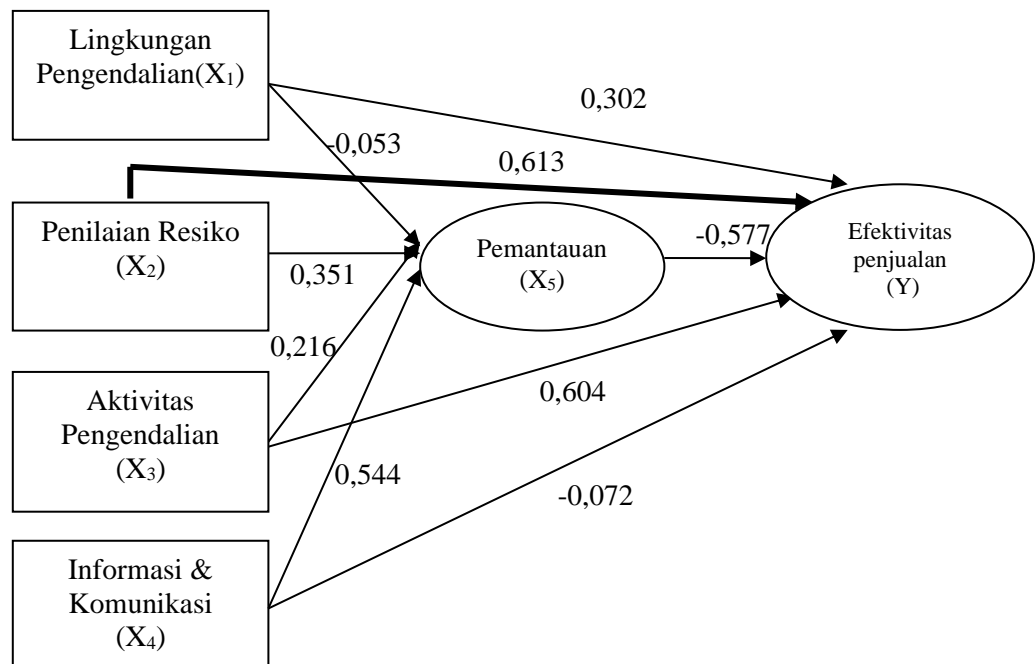 Lingkungan
Pengendalian(X₁)
0,302
-0,053
0,613
Penilaian Resiko
(X₂)
0,351
Pemantauan
(X₅)
-0,577
Efektivitas
penjualan
(Y)
0,216
Aktivitas
Pengendalian
(X₃)
0,604
0,544
-0,072
Informasi &
Komunikasi
(X₄)